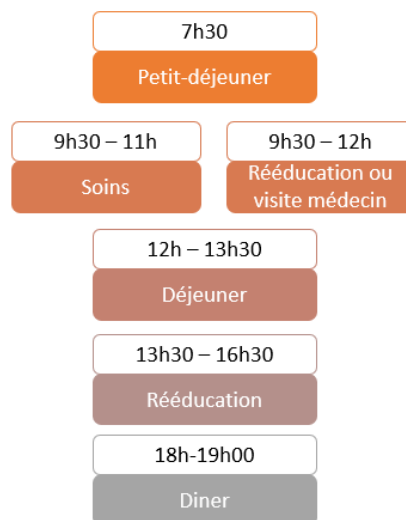 7h30
Petit-déjeuner
9h30 – 11h
Soins
9h30 – 12h
Rééducation ou
visite médecin
12h – 13h30
Déjeuner
13h30 – 16h30
Rééducation
18h-19h00
Diner